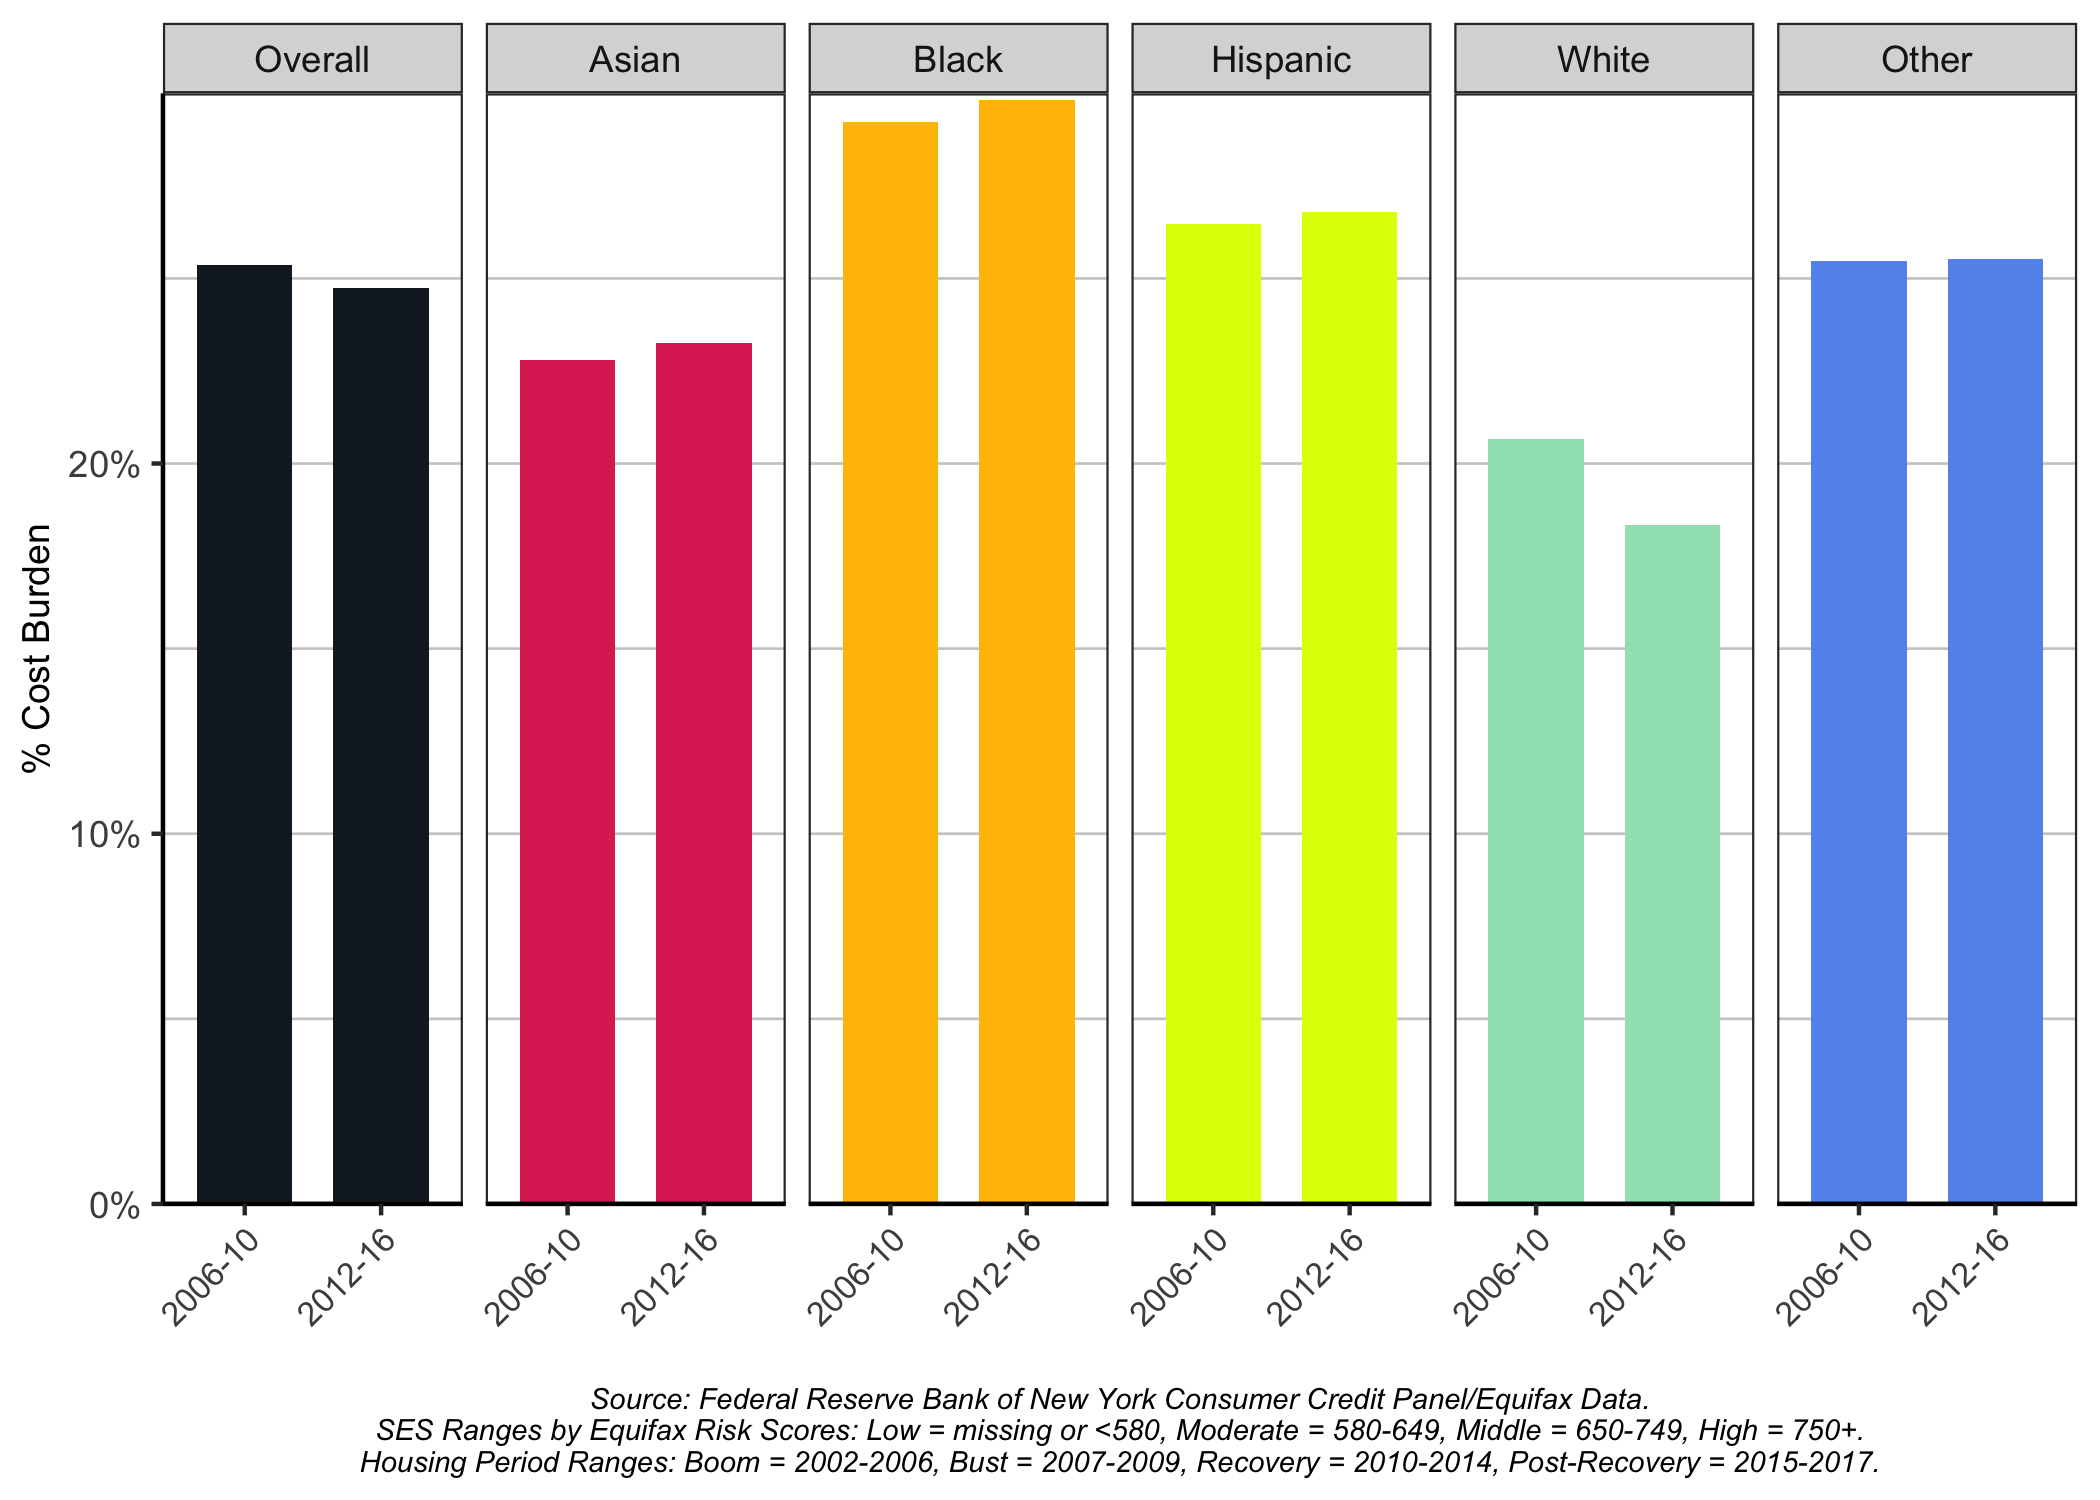 Overall
Asian
Black
Hispanic
White
Other
% Cost Burden
20%
10%
0%
2006-10
2012-16
2006-10
2012-16
2006-10
2012-16
2006-10
2012-16
2006-10
2012-16
2006-10
2012-16
Source: Federal Reserve Bank of New York Consumer Credit Panel/Equifax Data.
SES Ranges by Equifax Risk Scores: Low = missing or <580, Moderate = 580-649, Middle = 650-749, High = 750+.
Housing Period Ranges: Boom = 2002-2006, Bust = 2007-2009, Recovery = 2010-2014, Post-Recovery = 2015-2017.